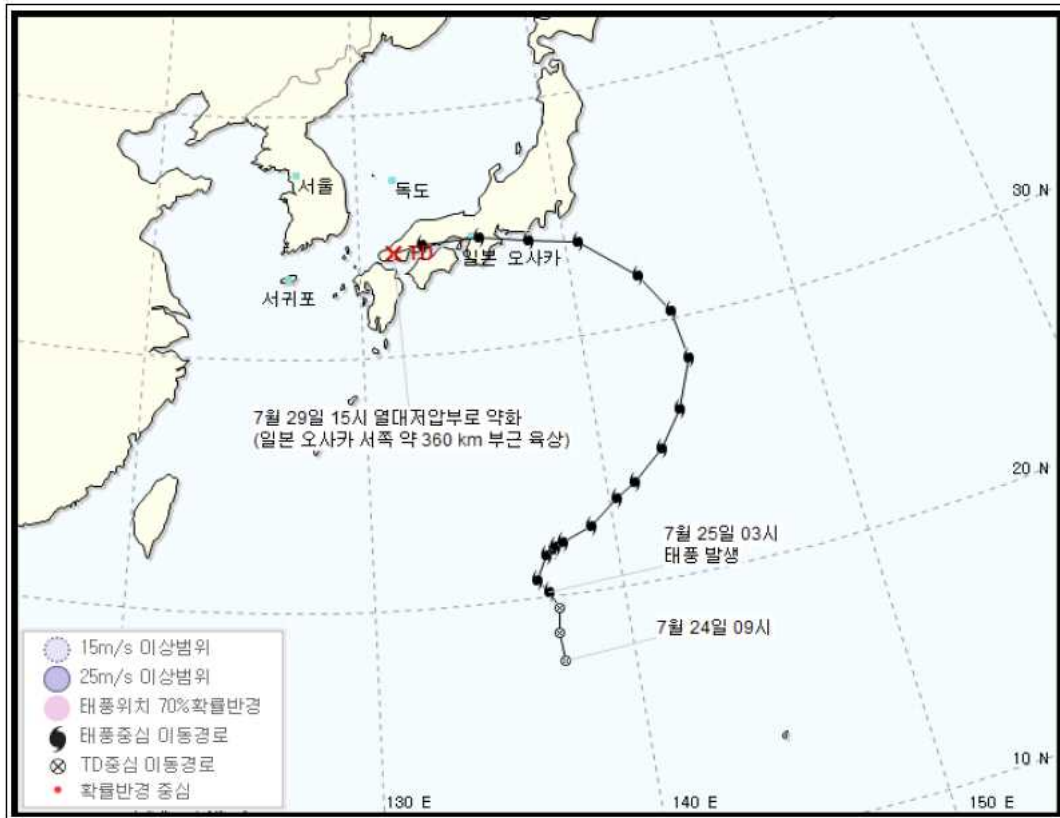 30 N
서울
독도
TD
일본 오사카
서귀포
7월 29일 15시 열대저압부로 약화
(일본 오사카 서쪽 약 360 km 부근 육상)
20 N
7월 25일 03시
태풍 발생
7월 24일 09시
15m/s 이상범위
25m/s 이상범위
태풍위치 70%확률반경
태풍중심 이동경로
TD중심 이동경로
확률반경 중심
10 N
130 E
140 E
150 E